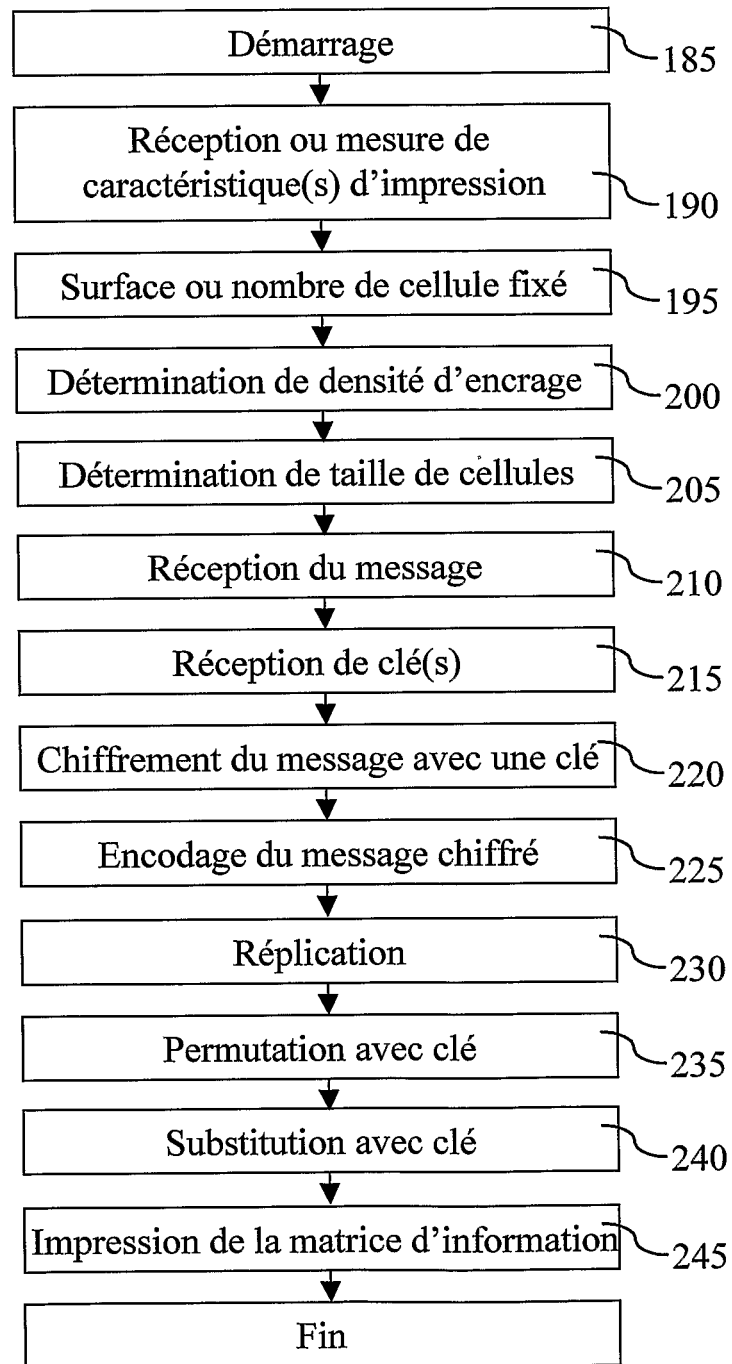 Démarrage
185
Réception ou mesure de
caractéristique(s) d'impression
190
Surface ou nombre de cellule fixé
195
Détermination de densité d'encrage
200
Détermination de taille de cellules
205
Réception du message
210
Réception de clé(s)
215
Chiffrement du message avec une clé
220
Encodage du message chiffré
225
Réplication
230
Permutation avec clé
235
Substitution avec clé
240
Impression de la matrice d'information
245
Fin